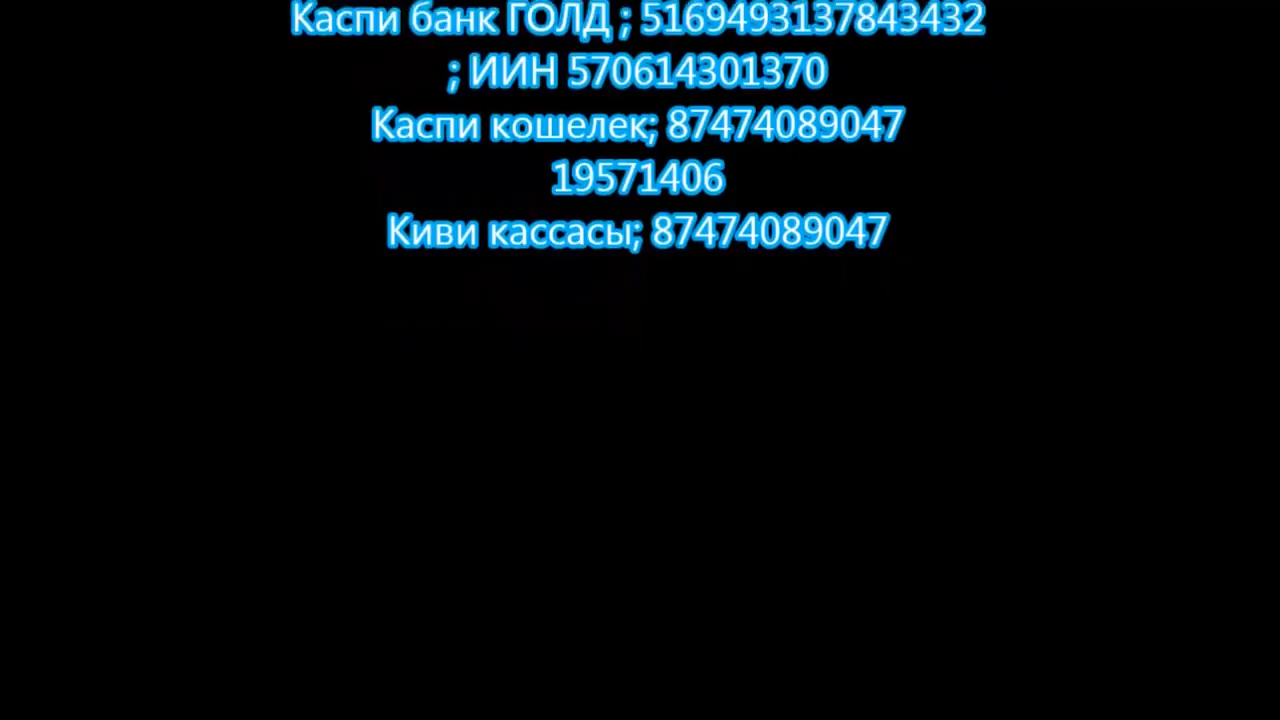 Каспи банк ГОЛД ; 5169493137843432
; ИИН 570614301370
Каспи кошелек; 87474089047
19571406
Киви кассасы; 87474089047